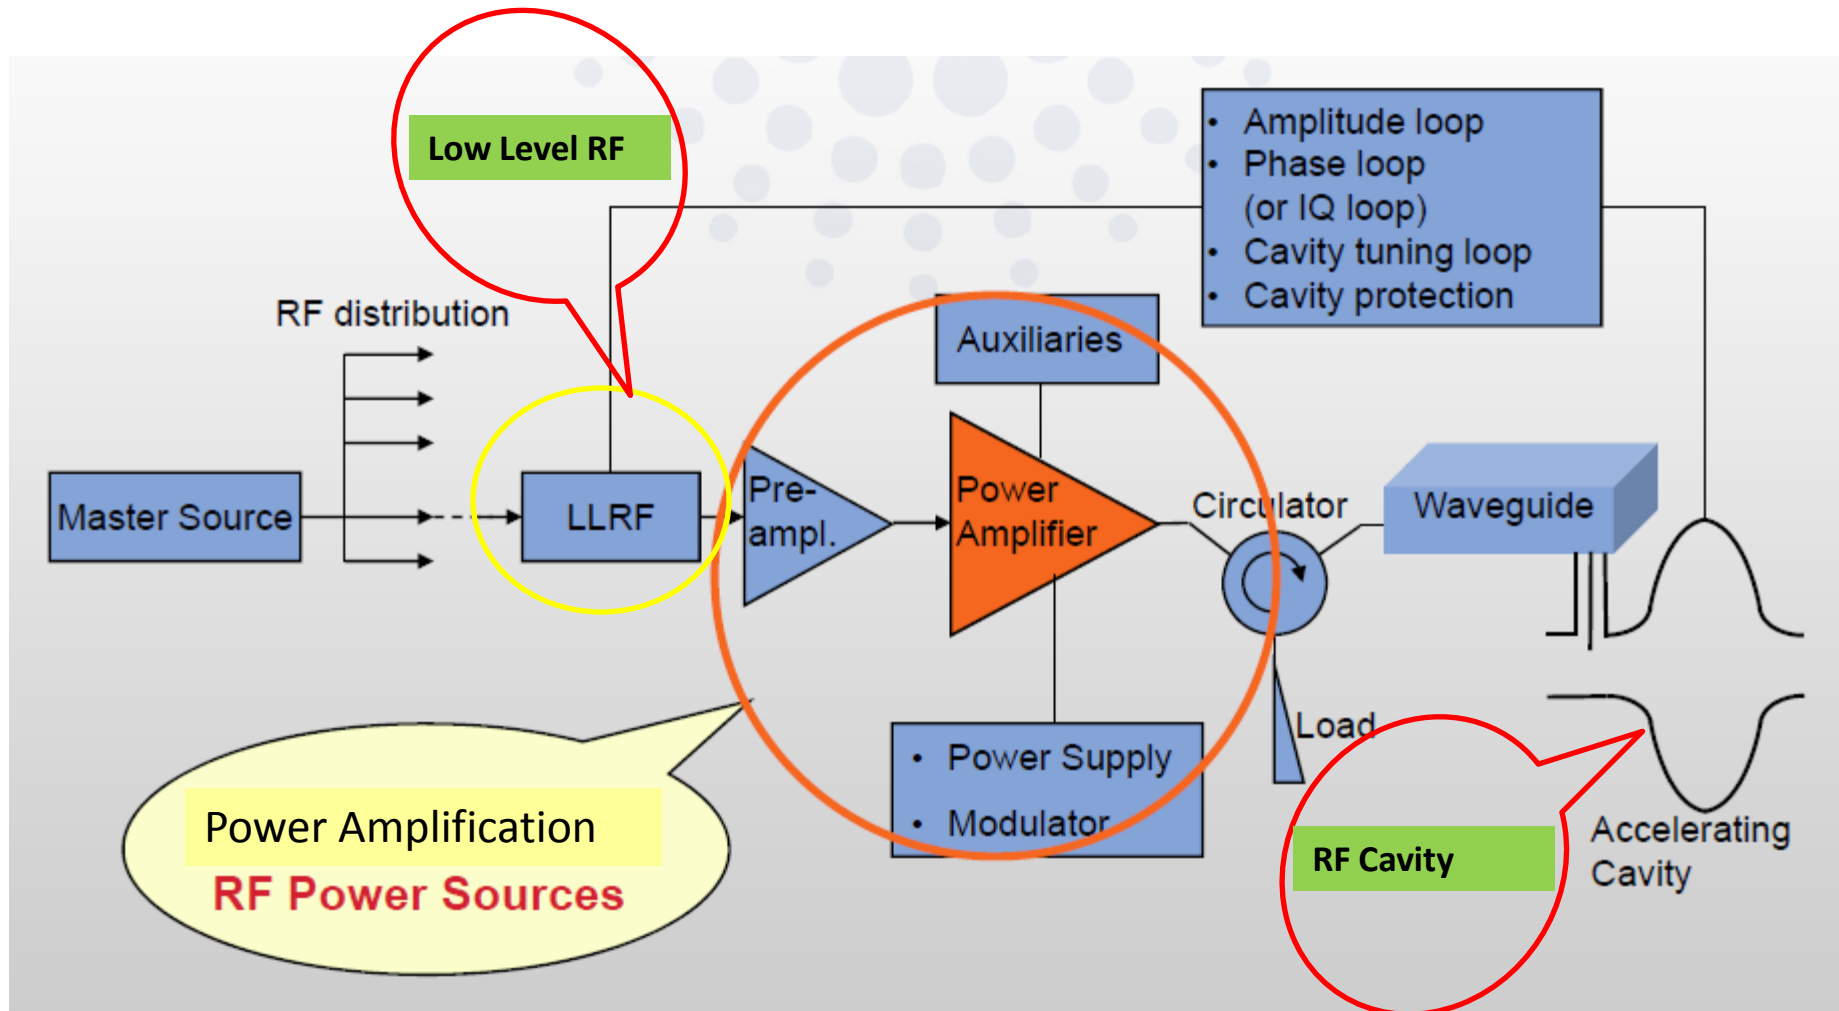 Low Level RF
• Amplitude loop
• Phase loop
(or IQ loop)
• Cavity tuning loop
• Cavity protection
RF distribution
Auxiliaries
Master Source
LLRF
Pre-
ampl.
Power
Amplifier
Circulator
Waveguide
Load
• Power Supply
• Modulator
Power Amplification
RF Power Sources
RF Cavity
Accelerating
Cavity